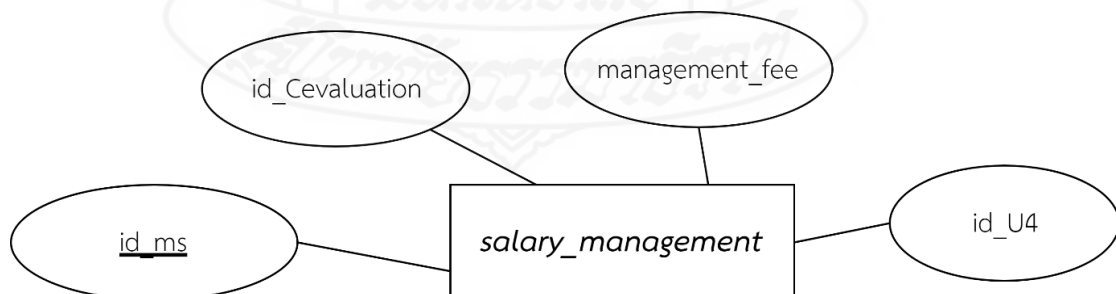 management_fee
id_Cevaluation
id_U4
id_ms
salary_management